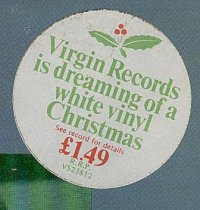 Virgin Records
is dreaming of a
white vinyl
Christmas
See record for details
£1.49
R.R.P.
VS23812